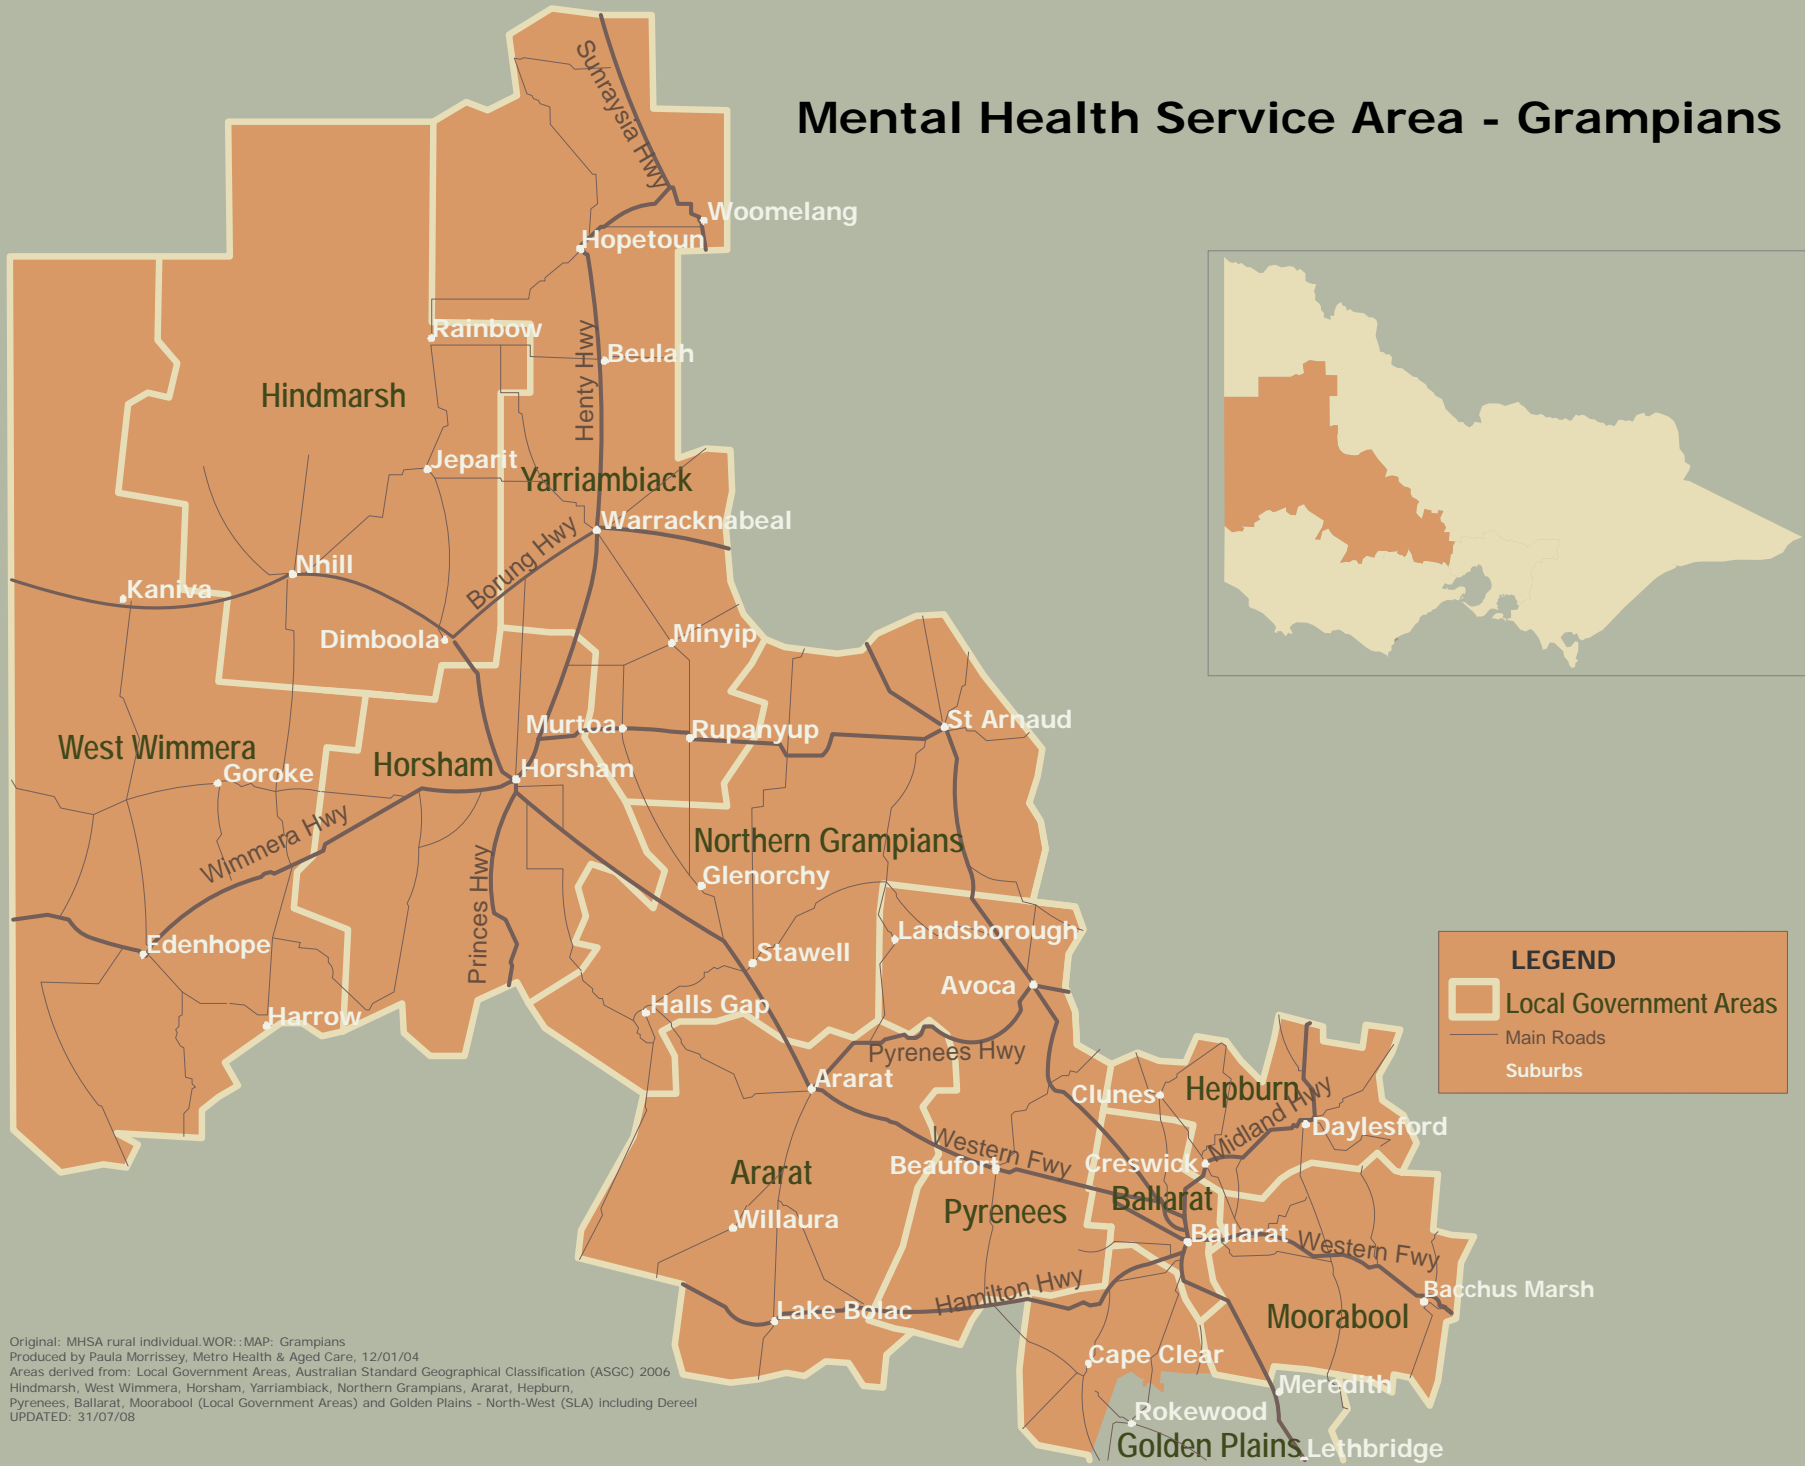 Mental Health Service Area - Grampians
Sunraysia Hwy
Woomelang
Hopetoun
Rainbow
Henty Hwy
Beulah
Hindmarsh
Jeparit
Yarriambiack
Warracknabeal
Borung Hwy
Nhill
Kaniva
Dimboola
Minyip
Murtoa
Rupanyup
St Arnaud
West Wimmera
Goroke
Horsham
Horsham
Wimmera Hwy
Northern Grampians
Princes Hwy
Glenorchy
Landsborough
Edenhope
Stawell
Avoca
Harrow
Halls Gap
Pyrenees Hwy
LEGEND
Local Government Areas
Main Roads
Suburbs
Ararat
Clunes
Hepburn
Midland Hwy
Daylesford
Western Fwy
Beaufort
Creswick
Ararat
Ballarat
Pyrenees
Willaura
Ballarat
Western Fwy
Hamilton Hwy
Bacchus Marsh
Lake Bolac
Moorabool
Cape Clear
Meredith
Rokewood
Golden Plains
Lethbridge
Original: MHSA rural individual.WOR::MAP: Grampians
Produced by Paula Morrissey, Metro Health & Aged Care, 12/01/04
Areas derived from: Local Government Areas, Australian Standard Geographical Classification (ASGC) 2006
Hindmarsh, West Wimmera, Horsham, Yarriambiack, Northern Grampians, Ararat, Hepburn,
Pyrenees, Ballarat, Moorabool (Local Government Areas) and Golden Plains - North-West (SLA) including Dereel
UPDATED: 31/07/08